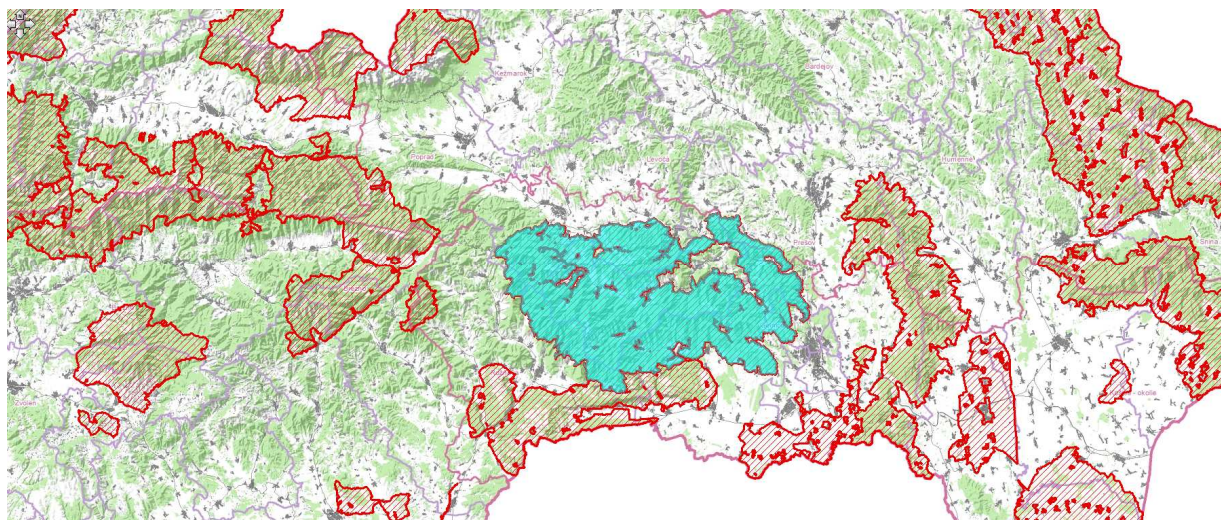 Kežmarok
Bardejov
Poprad
Levoča
Humenné
Snina
Prešov
Zvolen